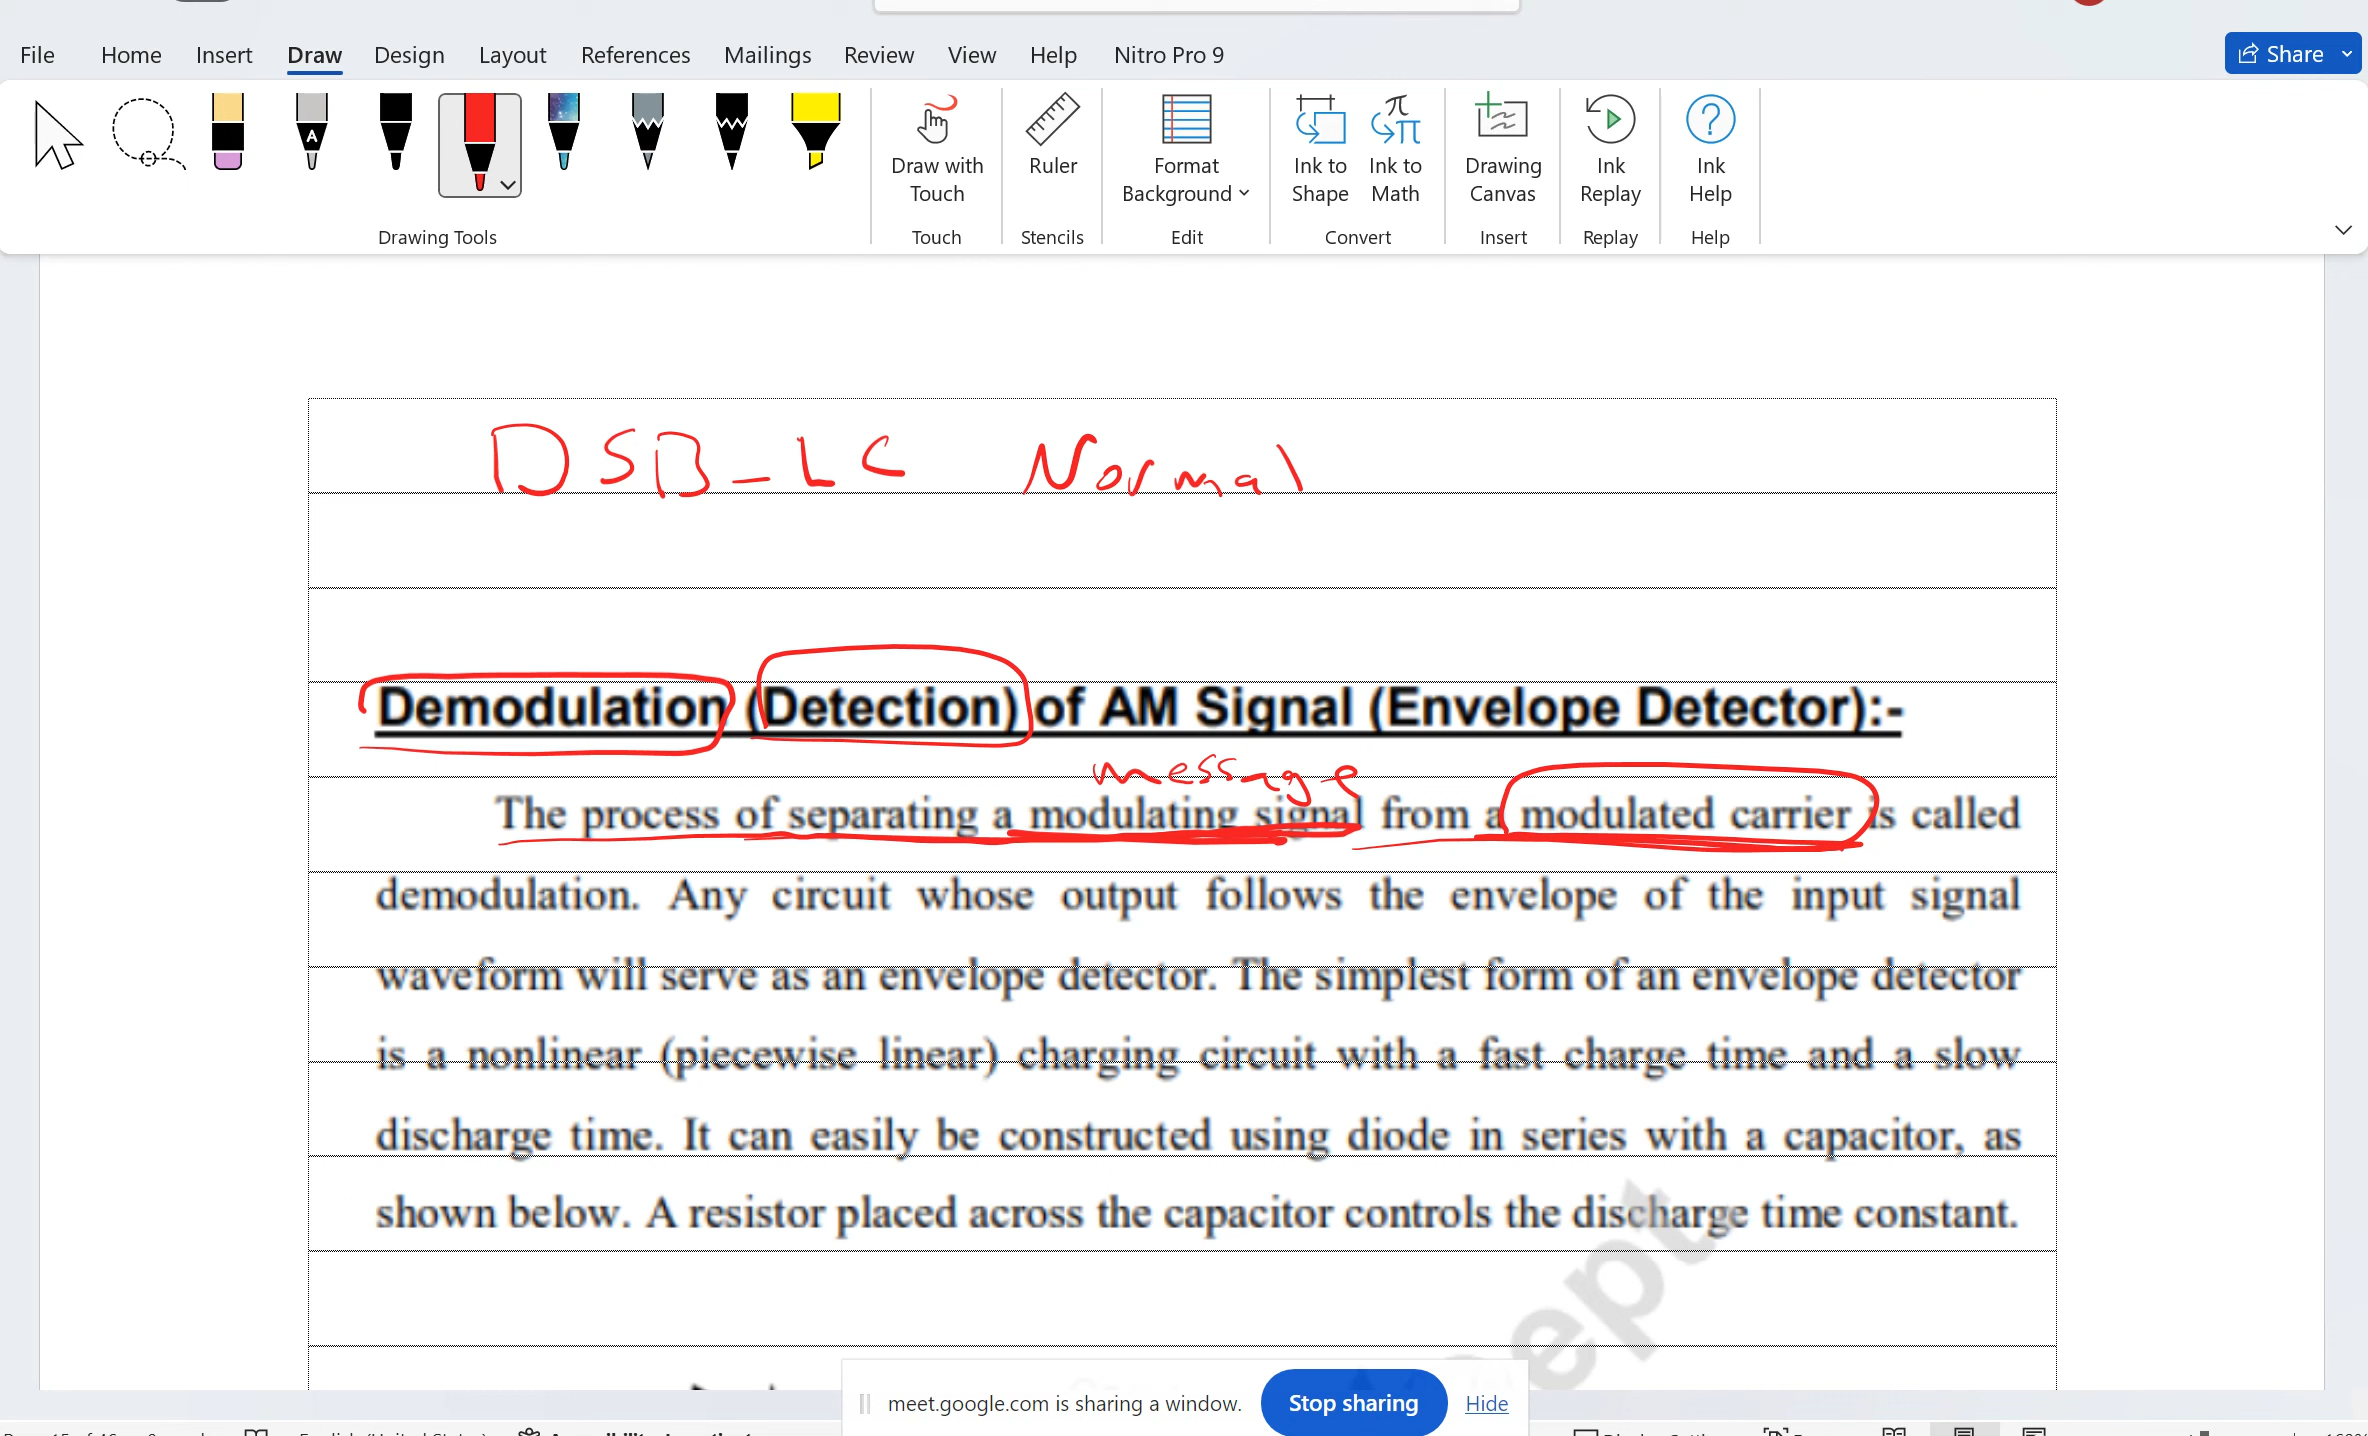 File Home Insert Draw Design Layout References Mailings Review View Help Nitro Pro 9 Share
A
Draw with Touch
Ruler
Format Background
Ink to Shape
Ink to Math
Drawing Canvas
Ink Replay
Ink Help
Drawing Tools Touch Stencils Edit Convert Insert Replay Help
DSB-LC Normal
Demodulation (Detection) of AM Signal (Envelope Detector):-
message
The process of separating a modulating signal from a modulated carrier is called
demodulation. Any circuit whose output follows the envelope of the input signal
waveform will serve as an envelope detector. The simplest form of an envelope detector
is a nonlinear (piecewise linear) charging circuit with a fast charge time and a slow
discharge time. It can easily be constructed using diode in series with a capacitor, as
shown below. A resistor placed across the capacitor controls the discharge time constant.
ept
meet.google.com is sharing a window. Stop sharing Hide